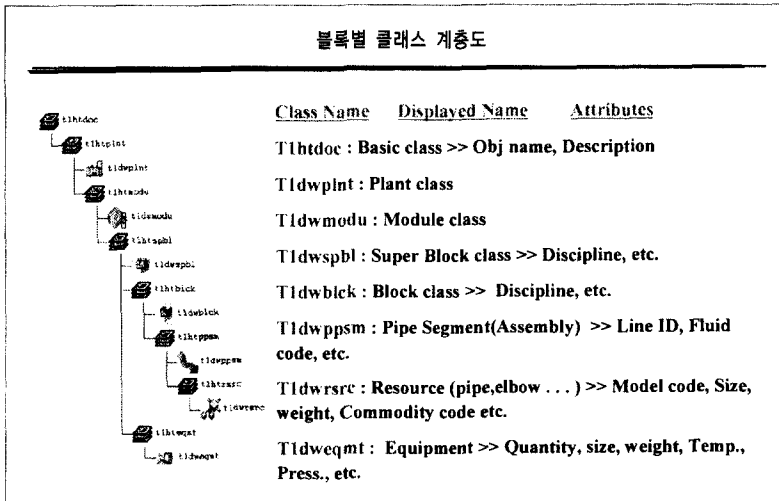 블록별 클래스 계층도
Class Name Displayed Name Attributes
t1htdoc
t1htplnt
t1dwplnt
t1htmodu
t1dwmodu
t1htspbl
t1dwspbl
t1htblck
t1dwblck
t1htppsm
t1dwppsm
t1htrsrc
t1dwrsrc
t1hteqmt
t1dweqmt
T1htdoc : Basic class >> Obj name, Description
T1dwplnt : Plant class
T1dwmodu : Module class
T1dwspbl : Super Block class >> Discipline, etc.
T1dwblck : Block class >> Discipline, etc.
T1dwppsm : Pipe Segment(Assembly) >> Line ID, Fluid
code, etc.
T1dwrsrc : Resource (pipe,elbow . . . ) >> Model code, Size,
weight, Commodity code etc.
T1dweqmt : Equipment >> Quantity, size, weight, Temp.,
Press., etc.